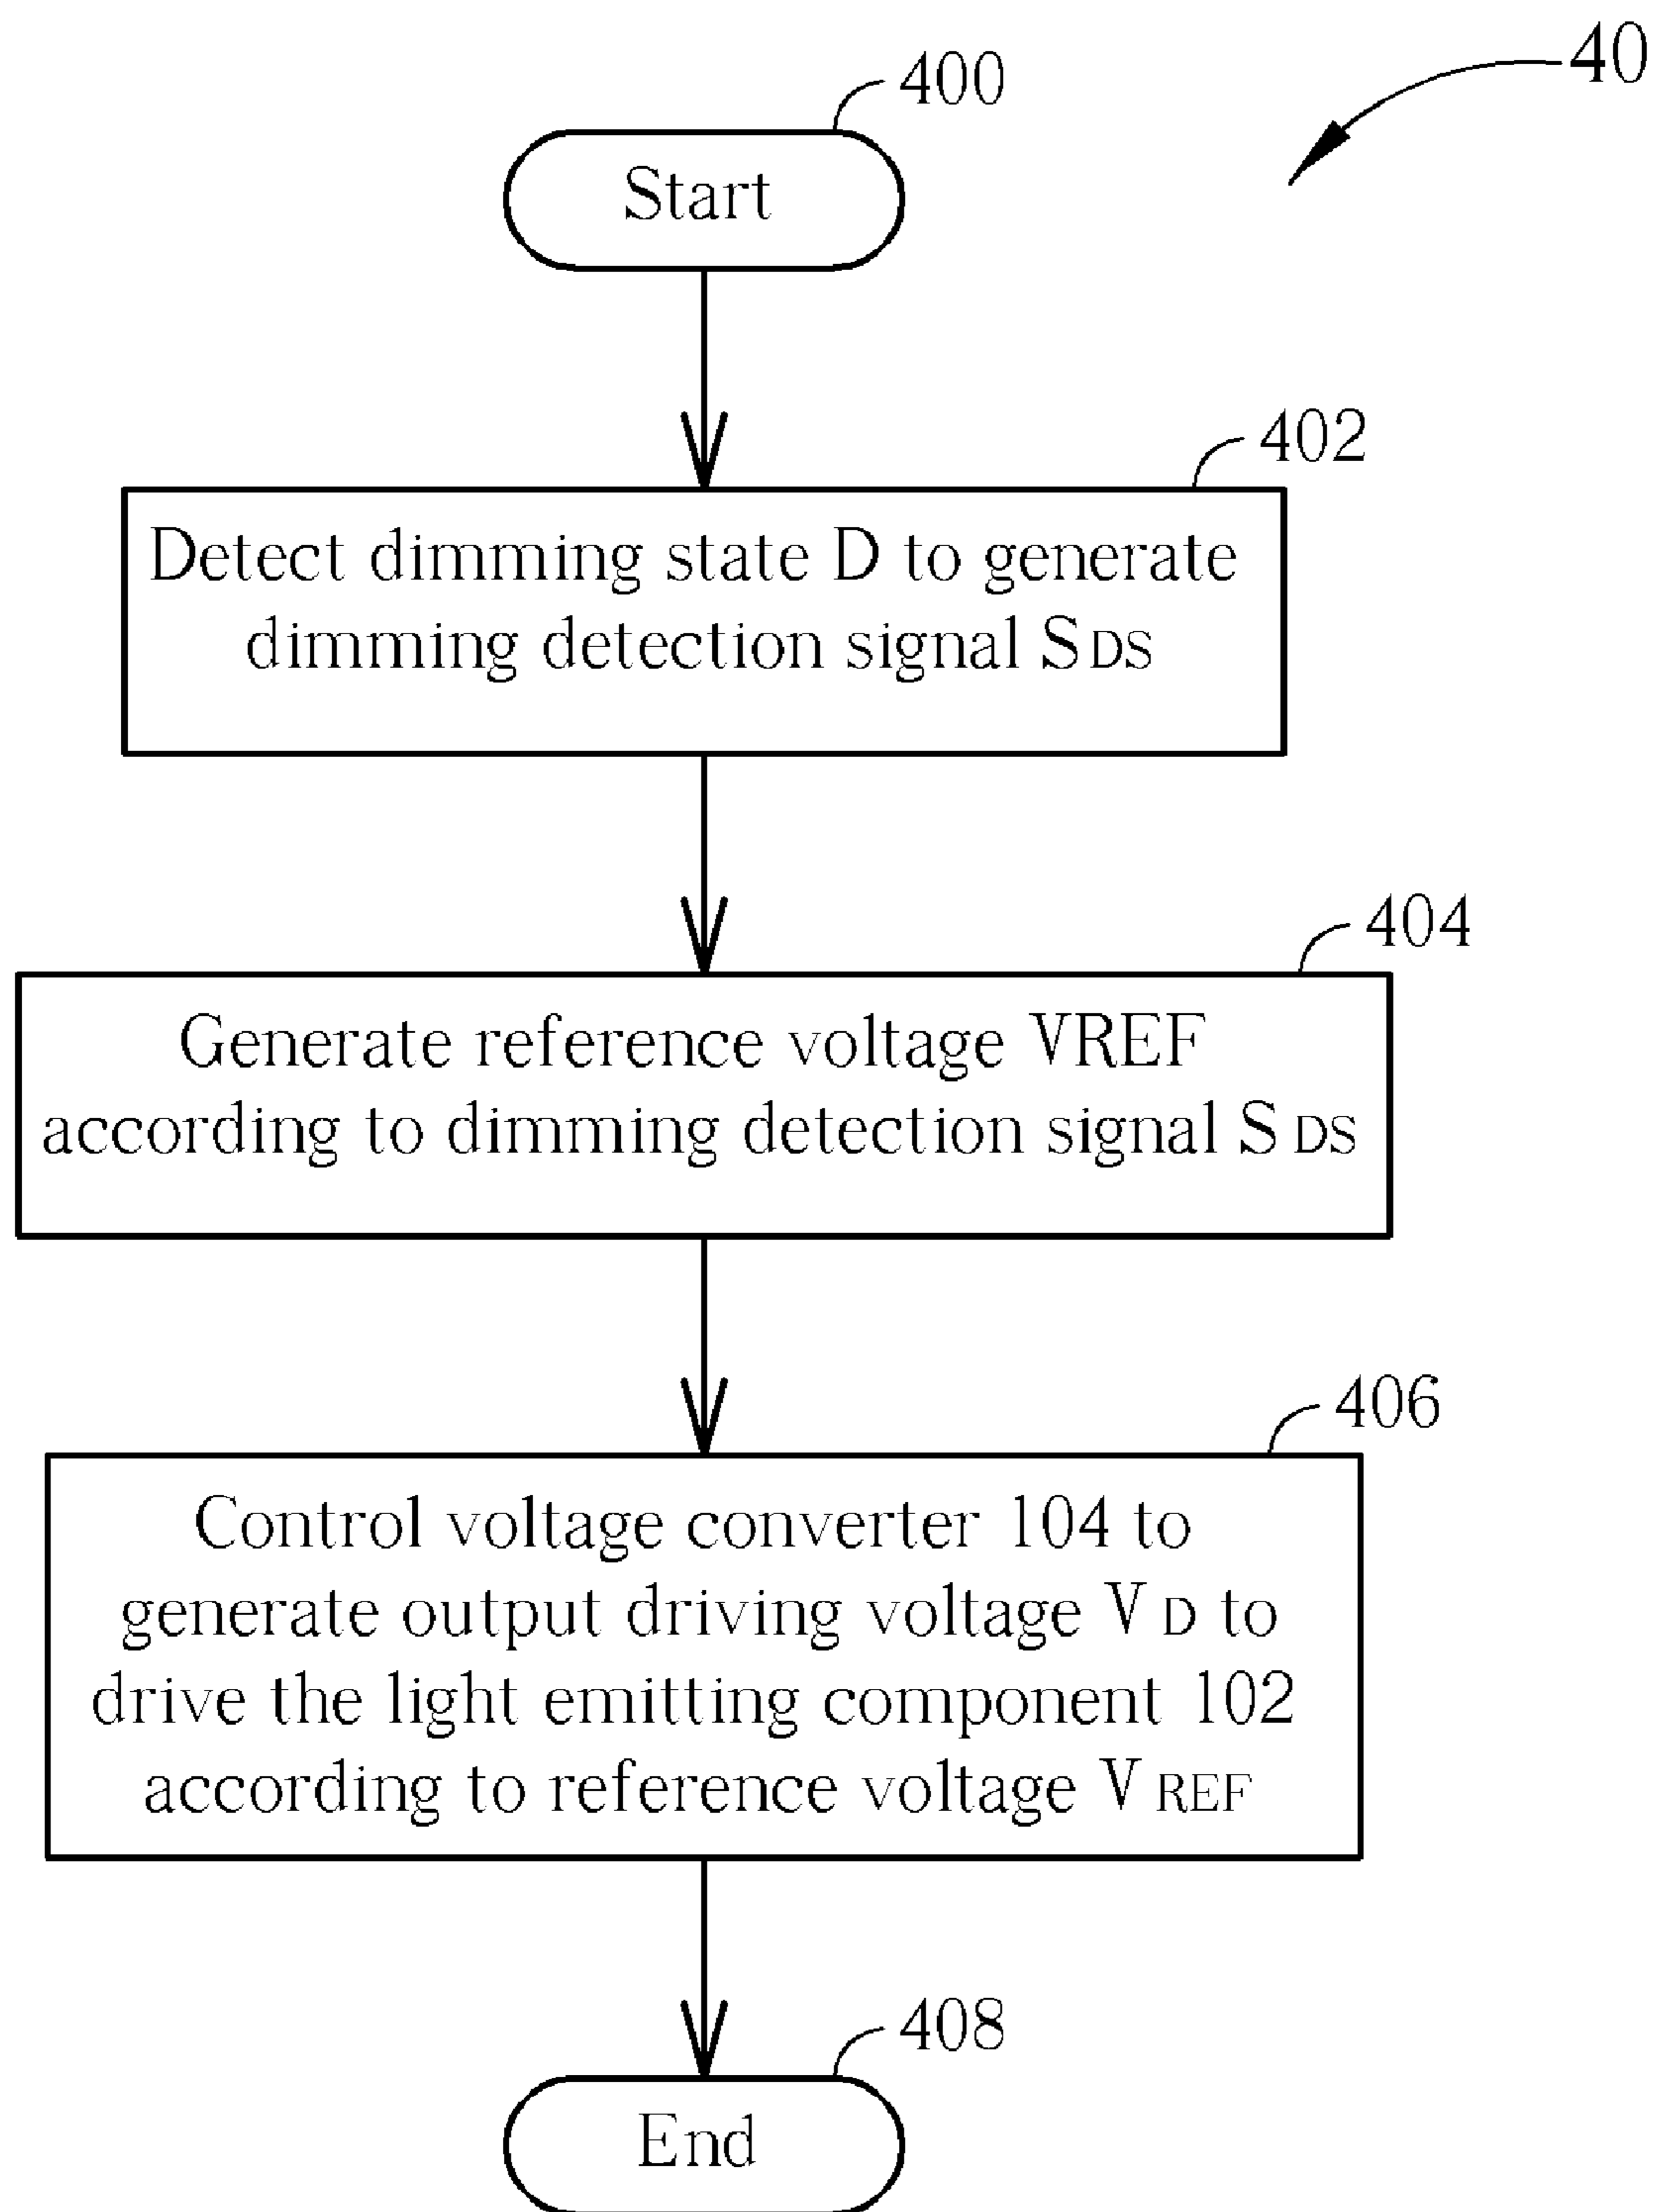 40
400
Start
402
Detect dimming state D to generate
dimming detection signal SDS
404
Generate reference voltage VREF
according to dimming detection signal SDS
406
Control voltage converter 104 to
generate output driving voltage VD to
drive the light emitting component 102
according to reference voltage VREF
408
End